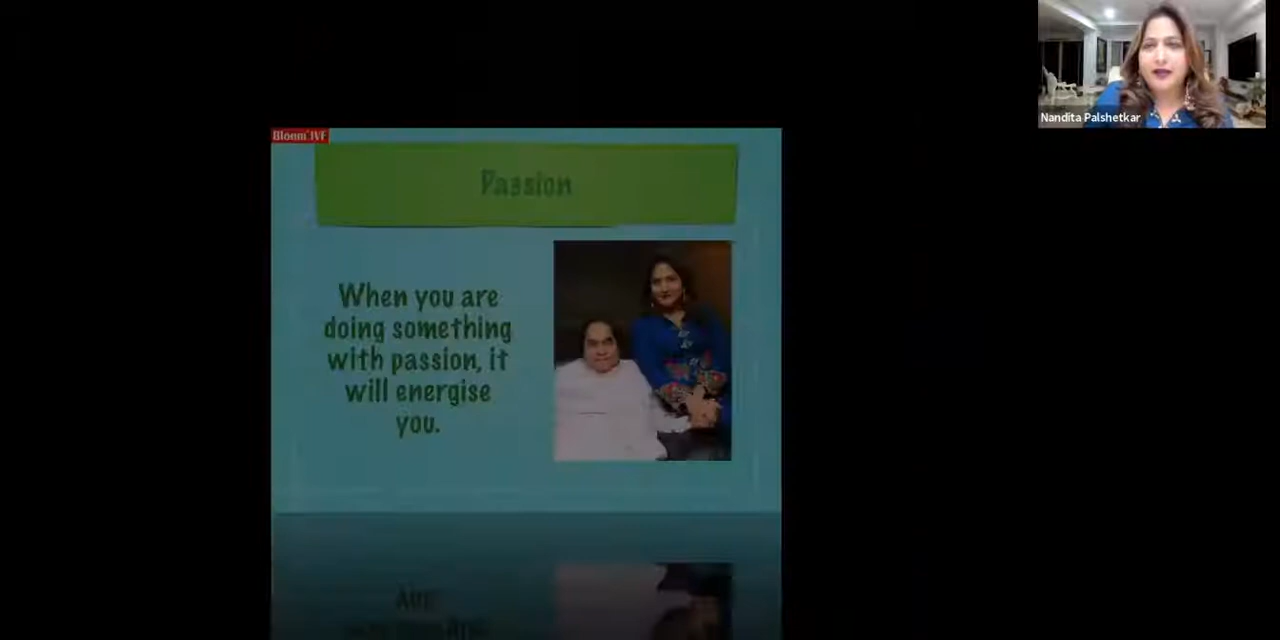 Nandita Palshetkar
Bloom IVF
Passion
When you are
doing something
with passion, it
will energise
you.